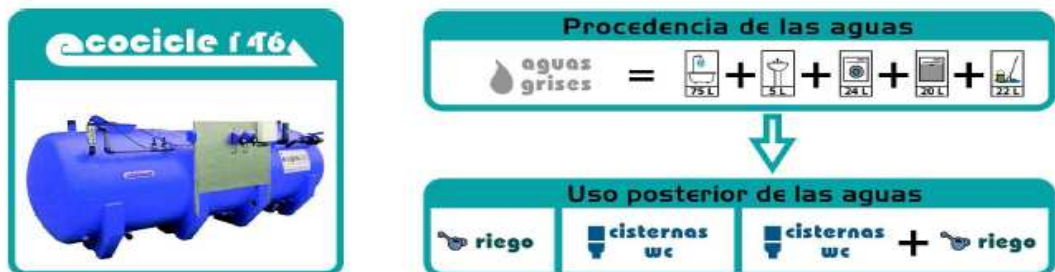 ecocicle f 4T6
Procedencia de las aguas
aguas
grises
=
+
+
+
+
75 L
5 L
24 L
20 L
22 L
Uso posterior de las aguas
riego
cisternas
wc
cisternas
wc
+
riego